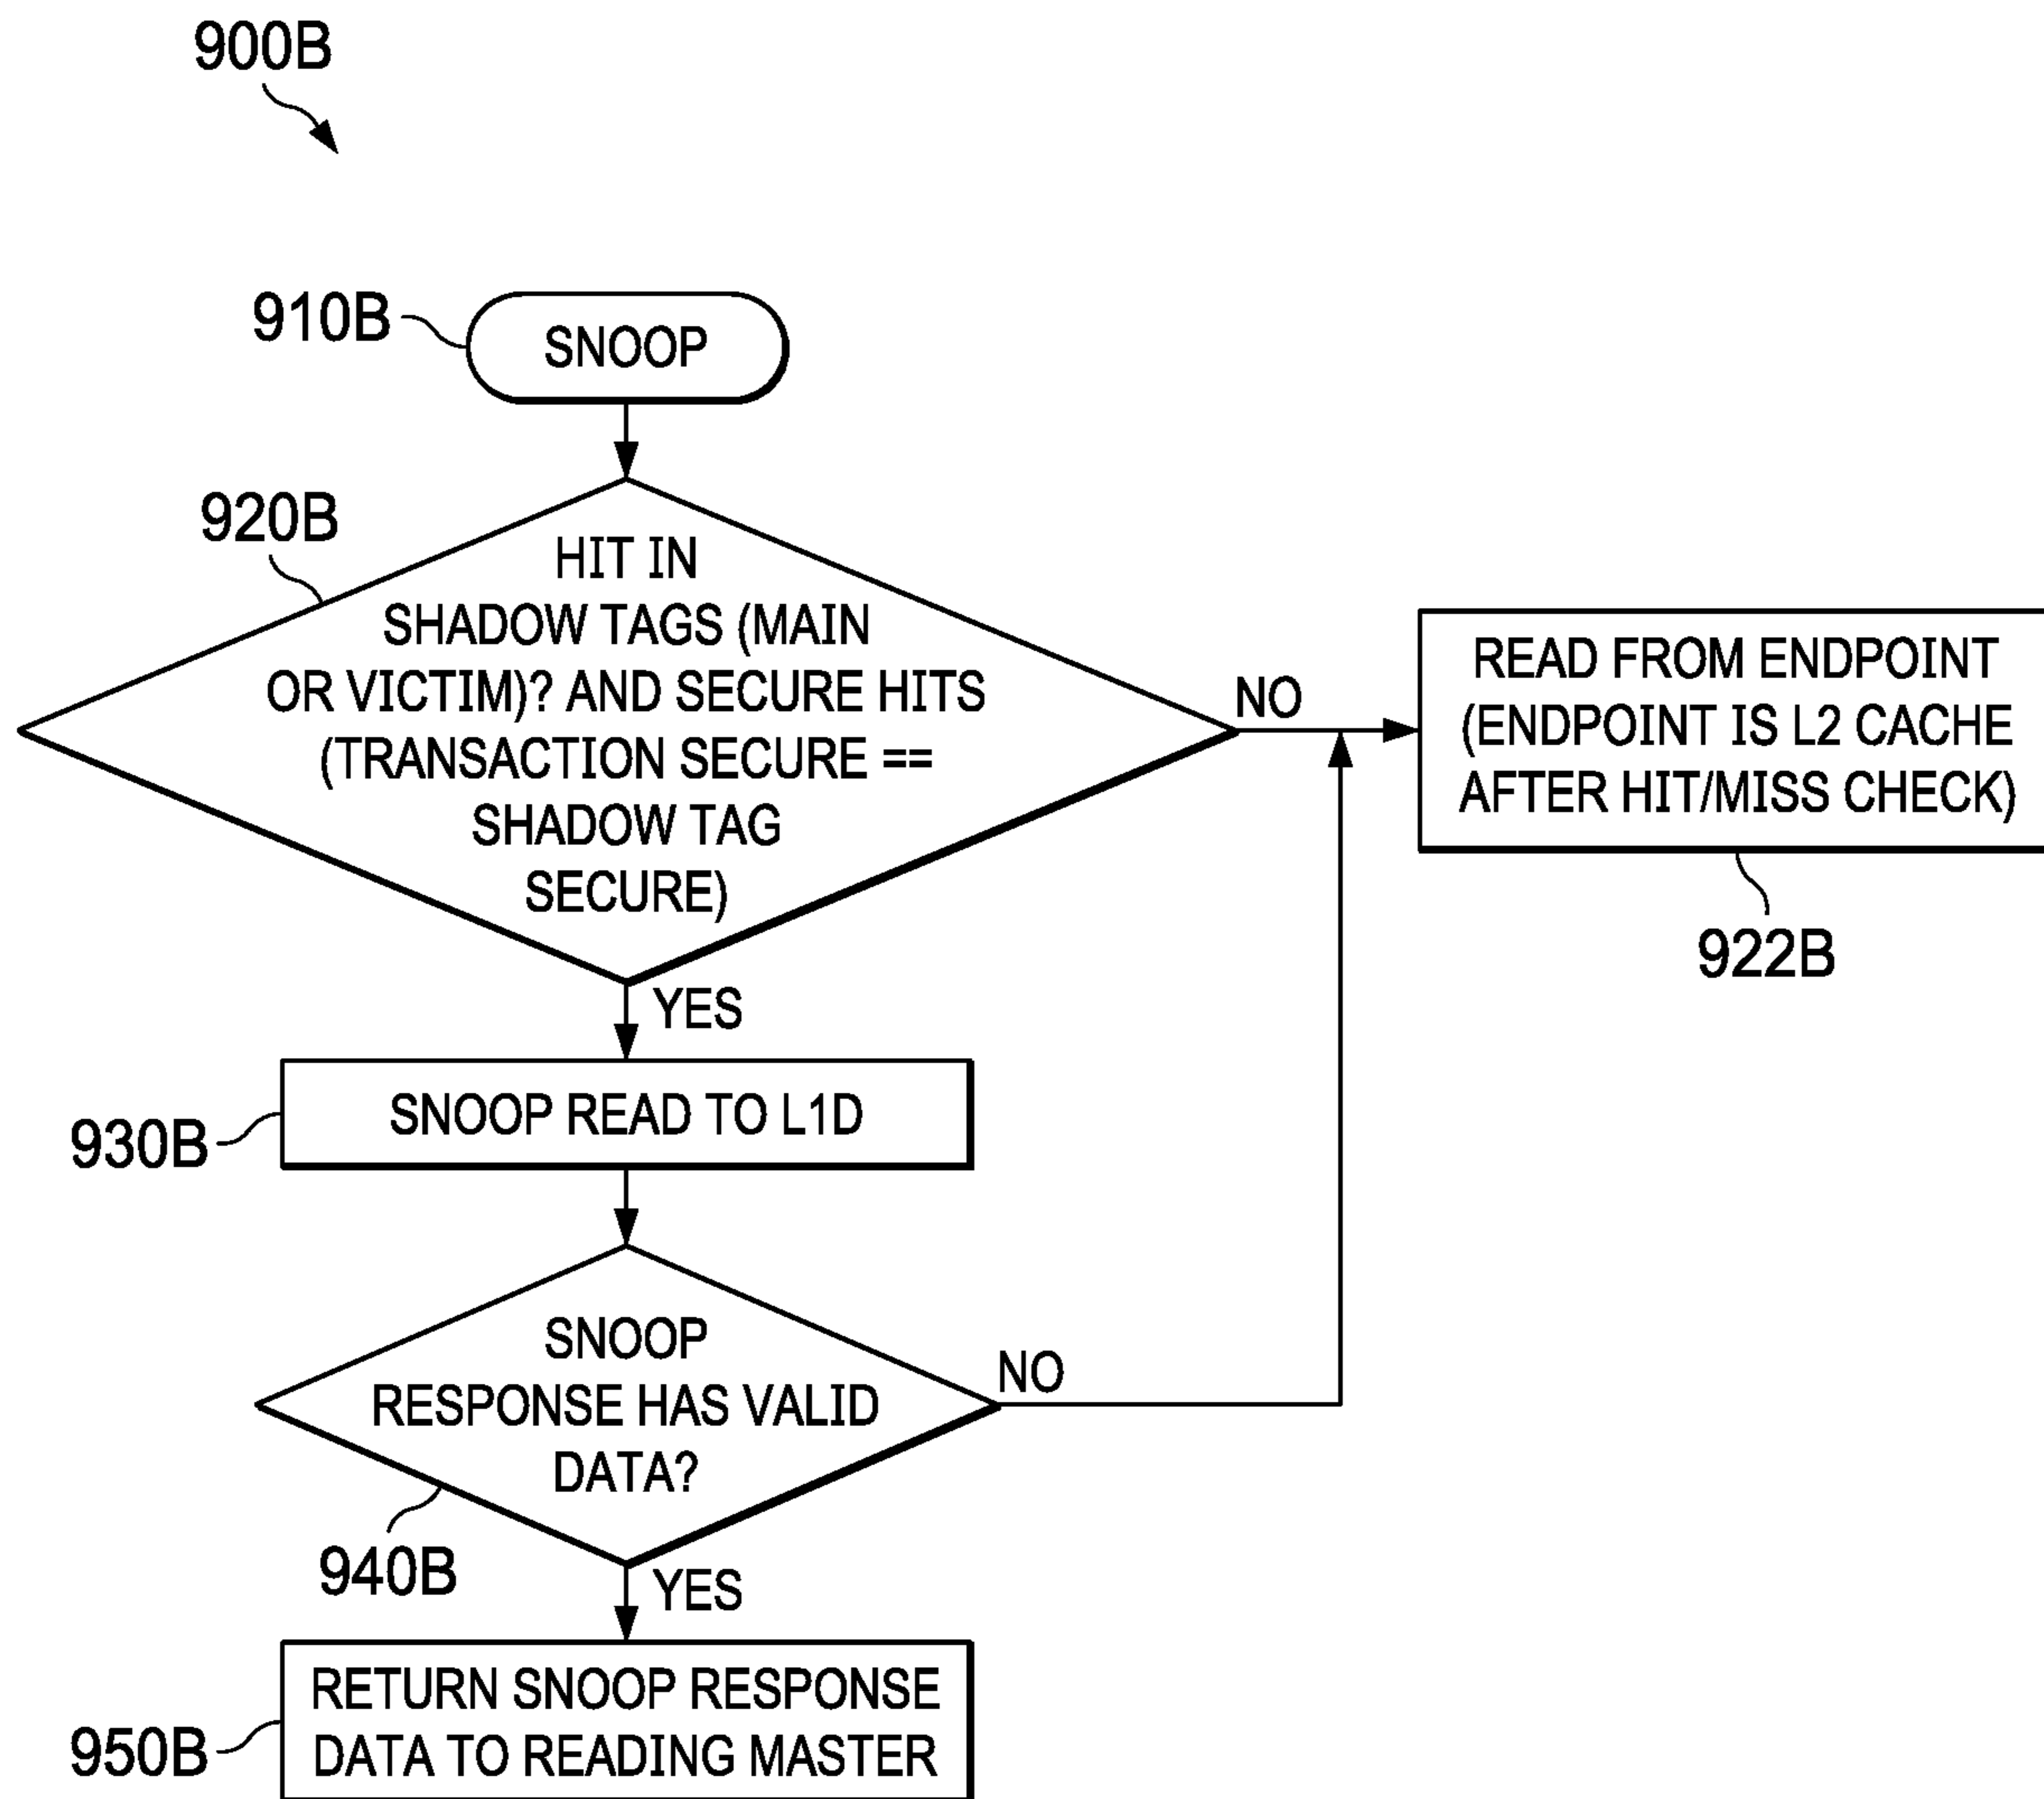 900B
910B
SNOOP
920B
HIT IN
SHADOW TAGS (MAIN
OR VICTIM)? AND SECURE HITS
(TRANSACTION SECURE ==
SHADOW TAG
SECURE)
NO
READ FROM ENDPOINT
(ENDPOINT IS L2 CACHE
AFTER HIT/MISS CHECK)
922B
YES
930B
SNOOP READ TO L1D
SNOOP
RESPONSE HAS VALID
DATA?
NO
940B
YES
950B
RETURN SNOOP RESPONSE
DATA TO READING MASTER